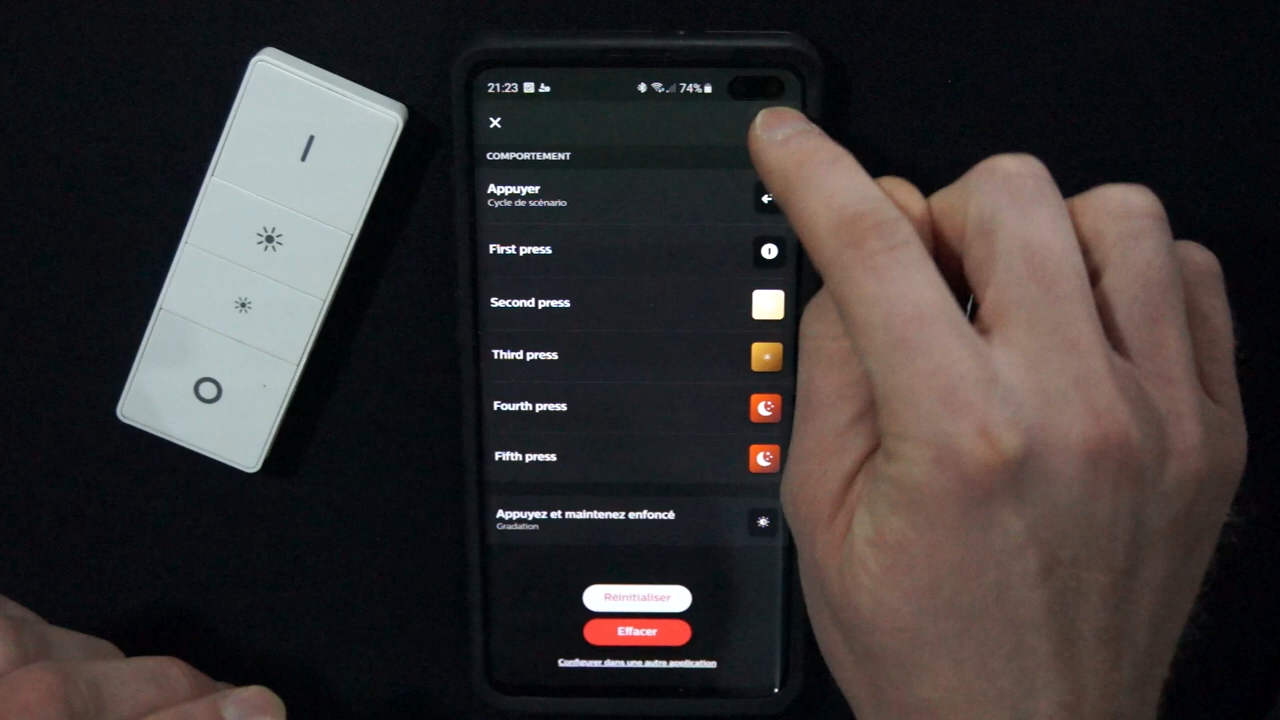 21:23
74%
COMPORTEMENT
Appuyer
Cycle de scénario
First press
Second press
Third press
Fourth press
Fifth press
Appuyez et maintenez enfoncé
Gradation
Réinitialiser
Effacer
Configurer dans une autre application